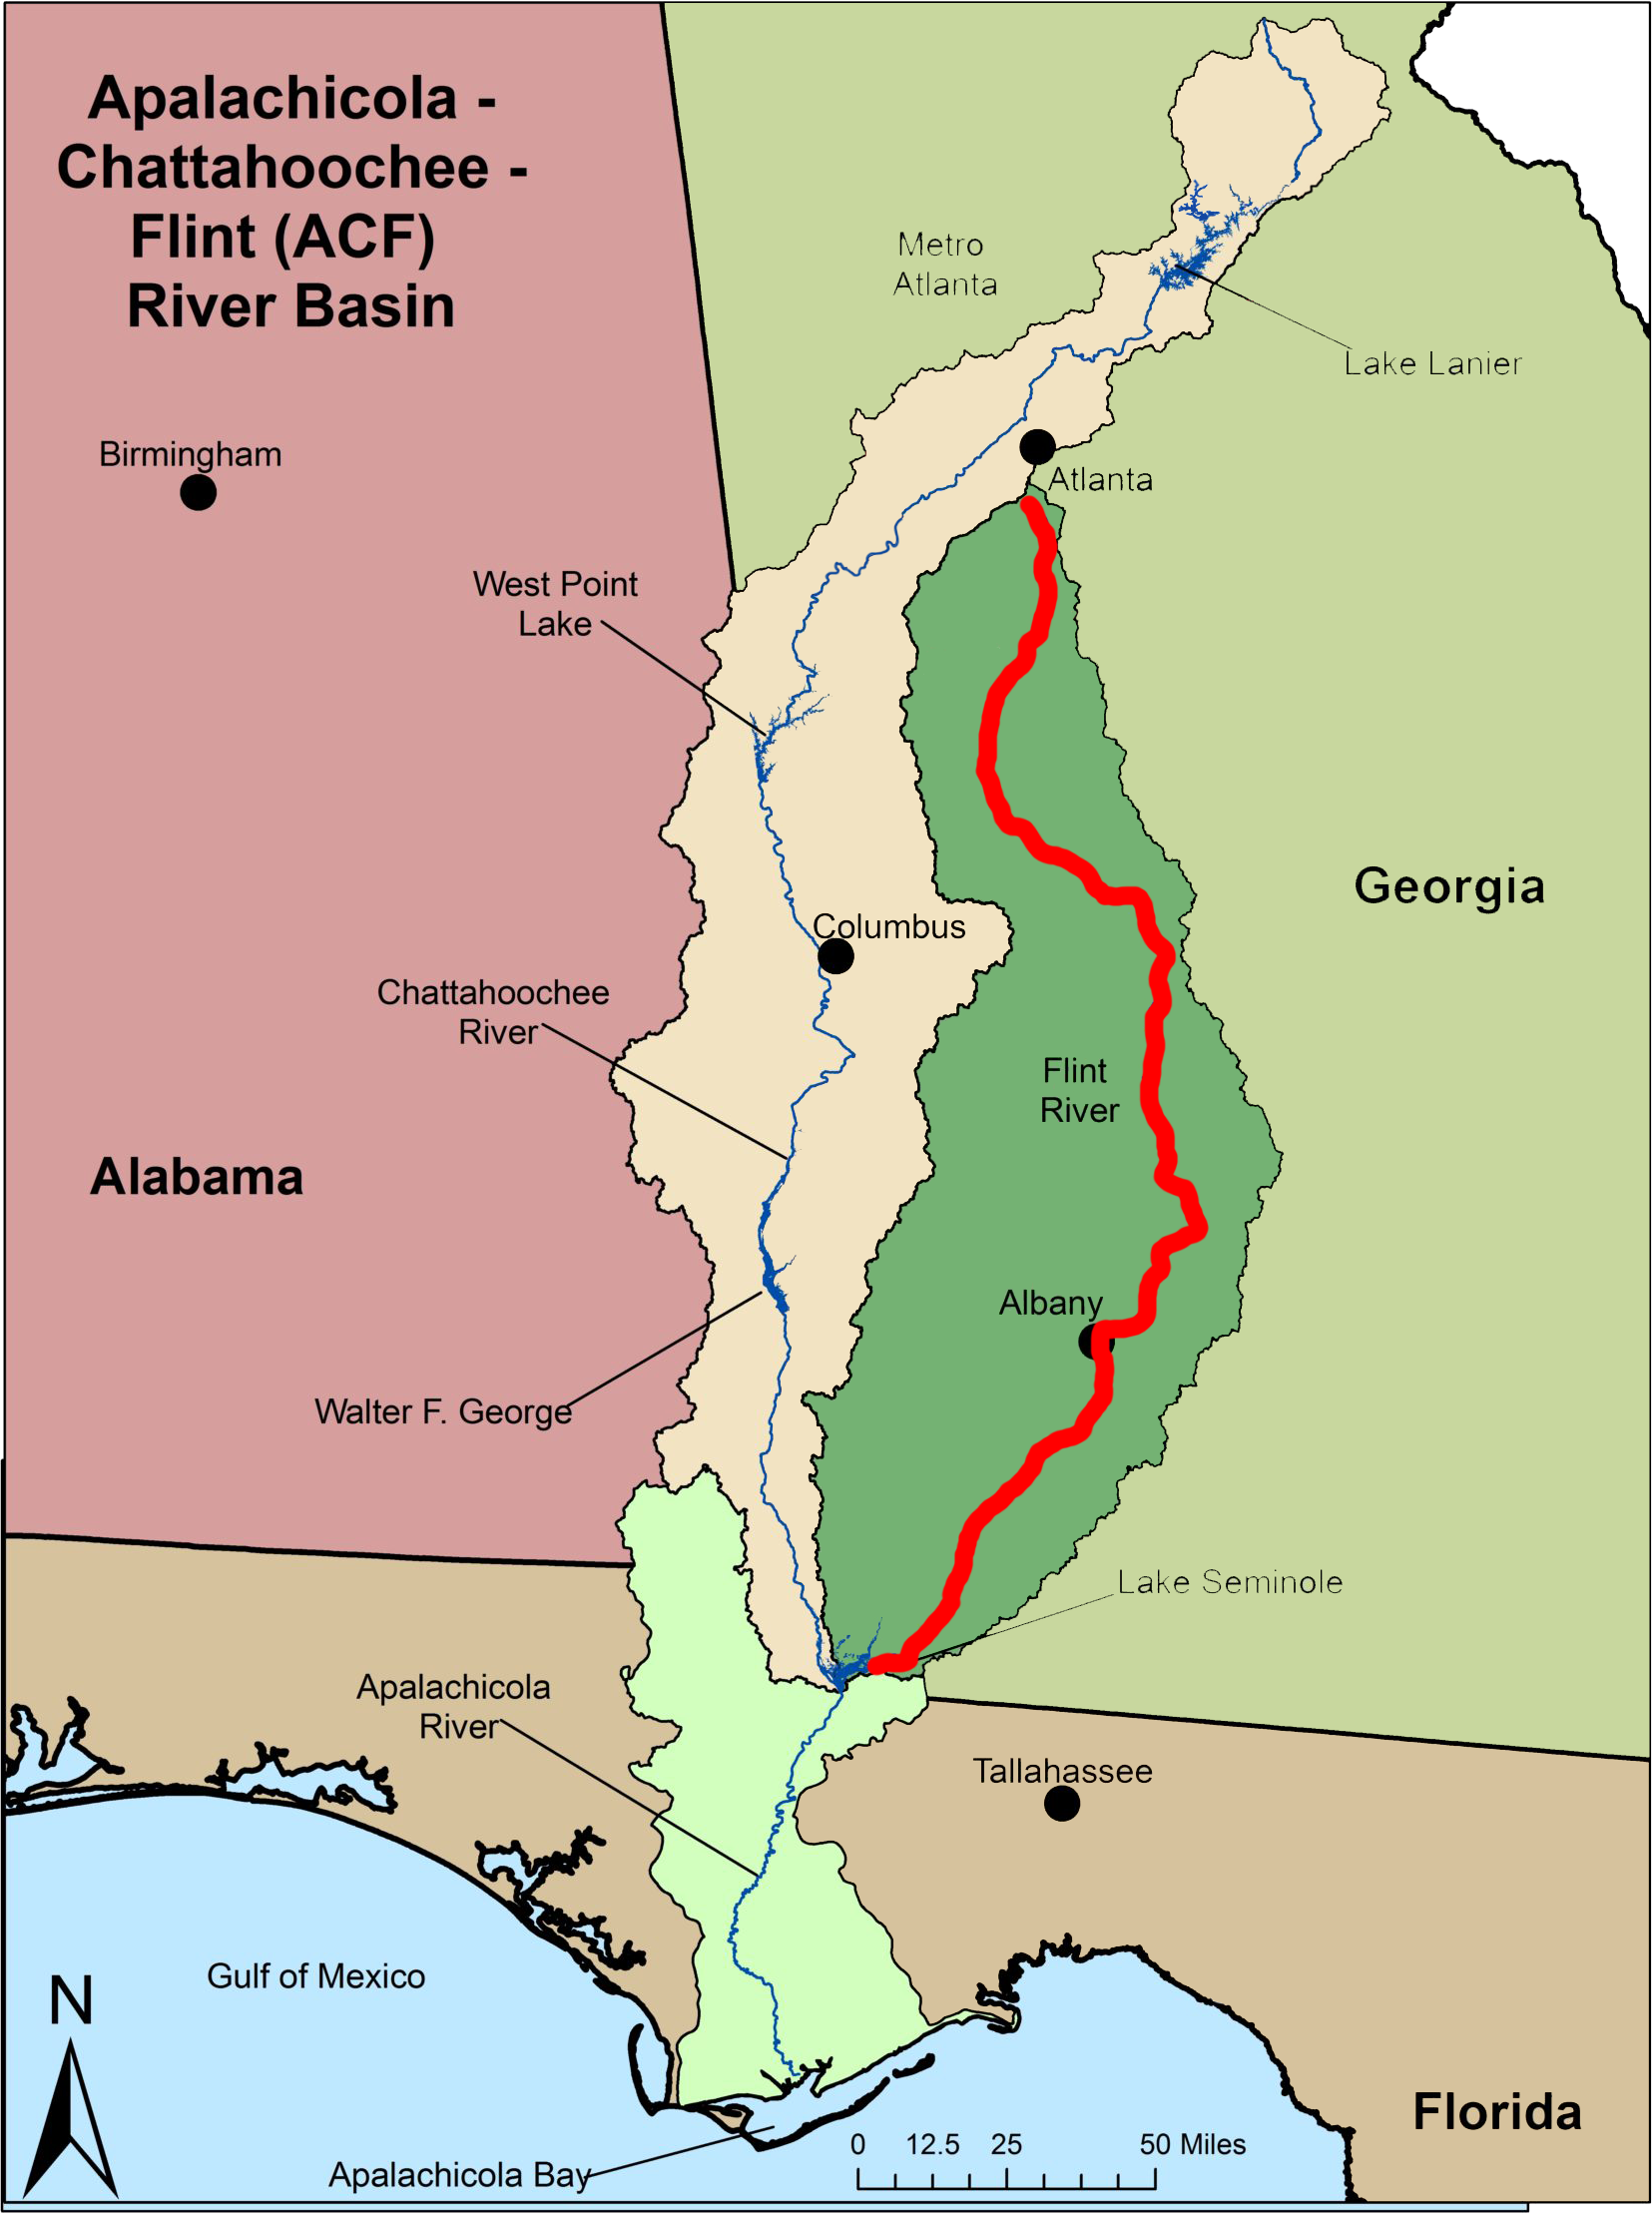 Apalachicola -
Chattahoochee -
Flint (ACF)
River Basin
Metro
Atlanta
Lake Lanier
Birmingham
Atlanta
West Point
Lake
Georgia
Columbus
Chattahoochee
River
Flint
River
Alabama
Albany
Walter F. George
Lake Seminole
Apalachicola
River
Tallahassee
Gulf of Mexico
N
Florida
0 12.5 25 50 Miles
Apalachicola Bay